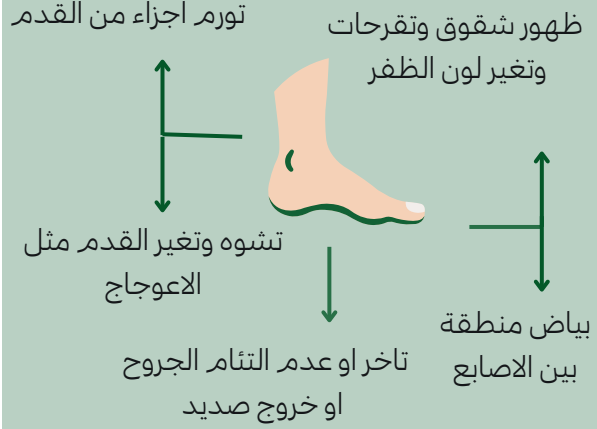 ظهور شقوق وتقرحات
وتغير لون الظفر
تورم اجزاء من القدم
تشوه وتغير القدم مثل
الاعوجاج
بياض منطقة
بين الاصابع
تاخر او عدم التئام الجروح
او خروج صديد